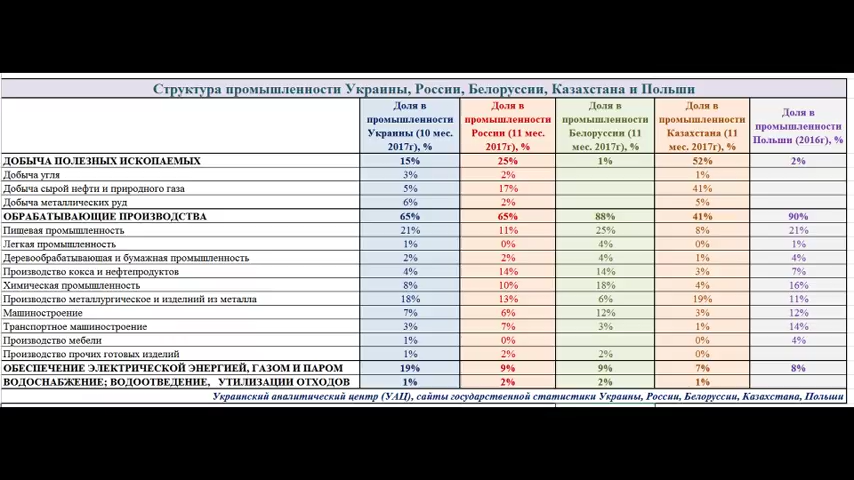 Структура промышленности Украины, России, Белоруссии, Казахстана и Польши
Доля в промышленности Украины (10 мес. 2017г), % Доля в промышленности России (11 мес. 2017г), % Доля в промышленности Белоруссии (11 мес. 2017г), % Доля в промышленности Казахстана (11 мес. 2017г), % Доля в промышленности Польши (2016г), %
ДОБЫЧА ПОЛЕЗНЫХ ИСКОПАЕМЫХ 15% 25% 1% 52% 2%
Добыча угля 3% 2% 1%
Добыча сырой нефти и природного газа 5% 17% 41%
Добыча металлических руд 6% 2% 5%
ОБРАБАТЫВАЮЩИЕ ПРОИЗВОДСТВА 65% 65% 88% 41% 90%
Пищевая промышленность 21% 11% 25% 8% 21%
Легкая промышленность 1% 0% 4% 0% 1%
Деревообрабатывающая и бумажная промышленность 2% 2% 4% 1% 4%
Производство кокса и нефтепродуктов 4% 14% 14% 3% 7%
Химическая промышленность 8% 10% 18% 4% 16%
Производство металлургическое и изделий из металла 18% 13% 6% 19% 11%
Машиностроение 7% 6% 12% 3% 12%
Транспортное машиностроение 3% 7% 3% 1% 14%
Производство мебели 1% 0% 0% 4%
Производство прочих готовых изделий 1% 2% 2% 0%
ОБЕСПЕЧЕНИЕ ЭЛЕКТРИЧЕСКОЙ ЭНЕРГИЕЙ, ГАЗОМ И ПАРОМ 19% 9% 9% 7% 8%
ВОДОСНАБЖЕНИЕ; ВОДООТВЕДЕНИЕ, УТИЛИЗАЦИИ ОТХОДОВ 1% 2% 2% 1%
Украинский аналитический центр (УАЦ), сайты государственной статистики Украины, России, Белоруссии, Казахстана, Польши